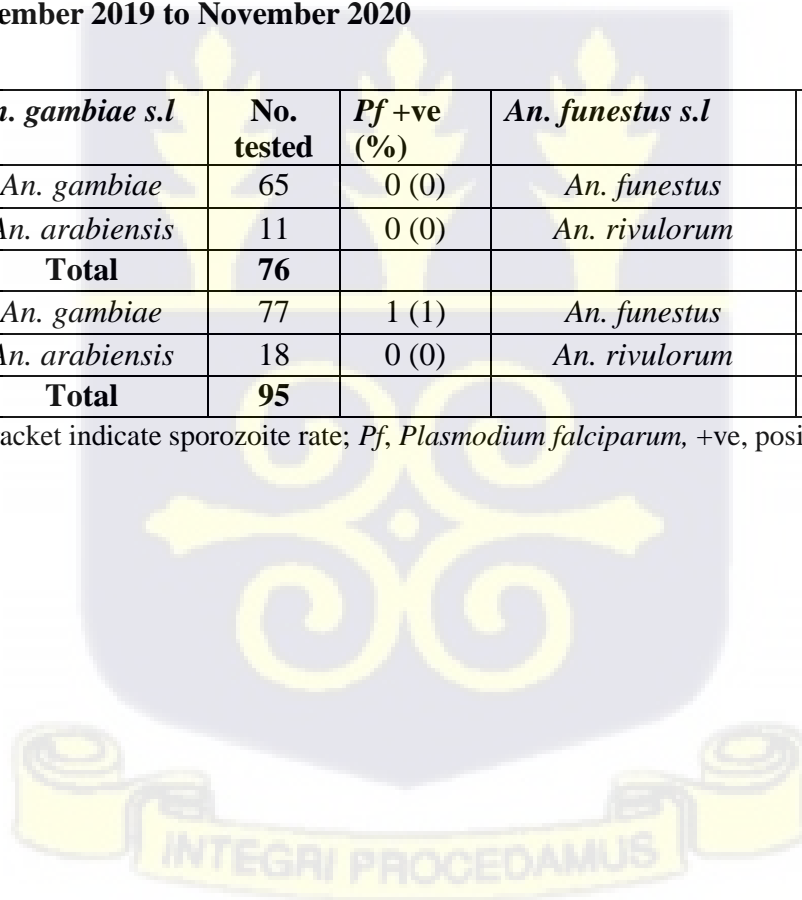 ember 2019 to November 2020
n. gambiae s.l No. tested Pf +ve (%) An. funestus s.l
An. gambiae 65 0 (0) An. funestus
An. arabiensis 11 0 (0) An. rivulorum
Total 76
An. gambiae 77 1 (1) An. funestus
An. arabiensis 18 0 (0) An. rivulorum
Total 95
acket indicate sporozoite rate; Pf, Plasmodium falciparum, +ve, posi
INTEGRI PROCEDAMUS